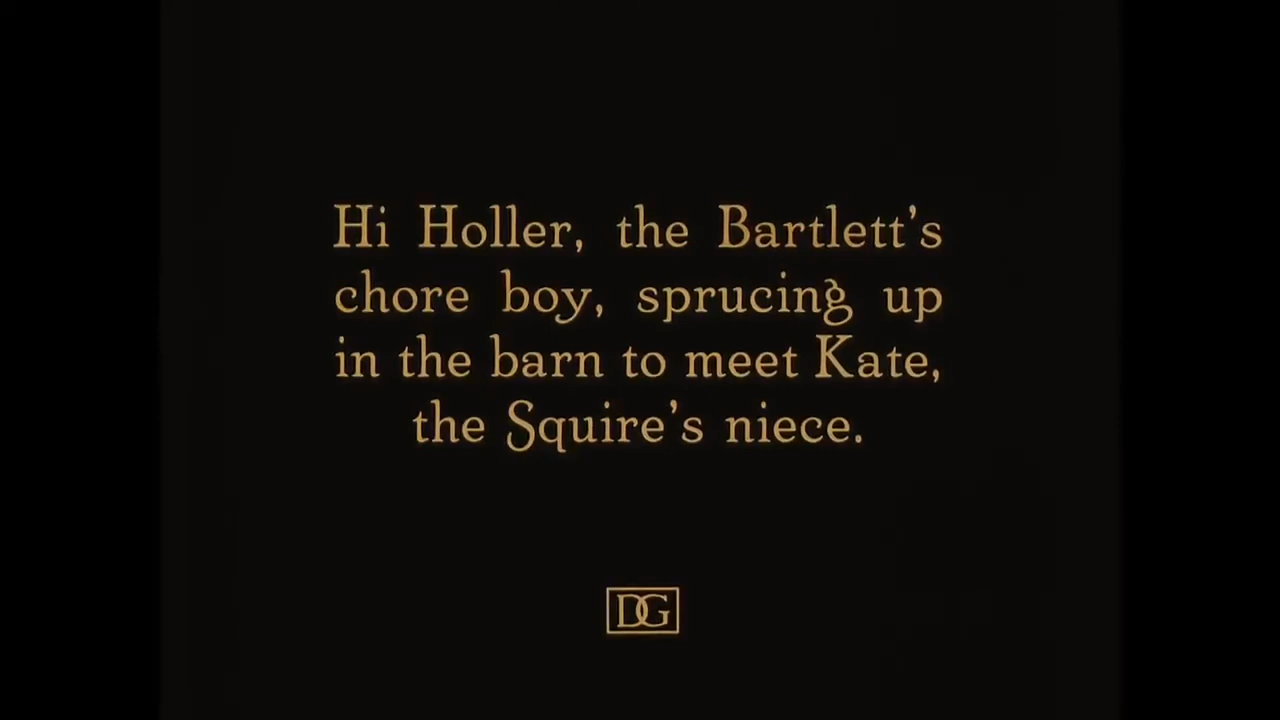 Hi Holler, the Bartlett’s
chore boy, sprucing up
in the barn to meet Kate,
the Squire’s niece.
DG